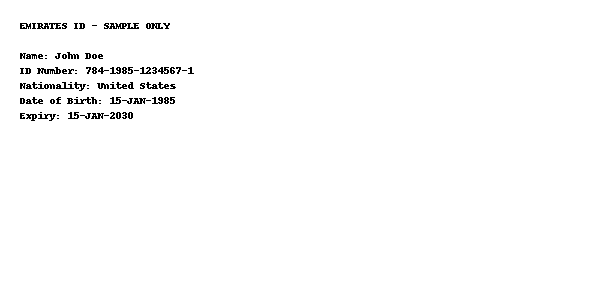 EMIRATES ID - SAMPLE ONLY
Name: John Doe
ID Number: 784-1985-1234567-1
Nationality: United States
Date of Birth: 15-JAN-1985
Expiry: 15-JAN-2030